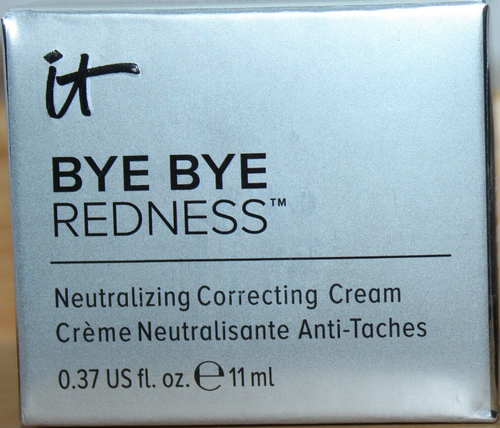 it
BYE BYE
REDNESS™
Neutralizing Correcting Cream
Crème Neutralisante Anti-Taches
0.37 US fl. oz. ℮ 11 ml